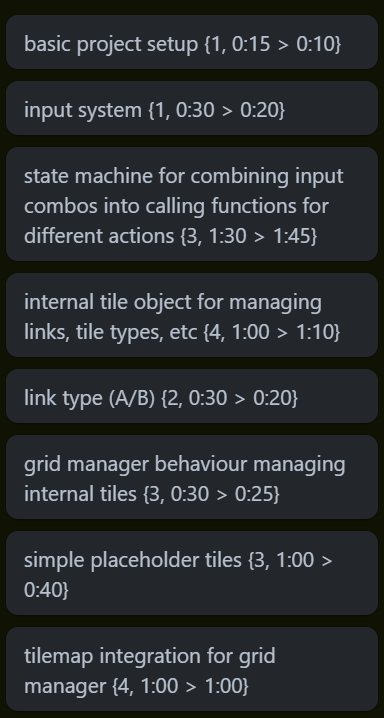 basic project setup {1, 0:15 > 0:10}
input system {1, 0:30 > 0:20}
state machine for combining input
combos into calling functions for
different actions {3, 1:30 > 1:45}
internal tile object for managing
links, tile types, etc {4, 1:00 > 1:10}
link type (A/B) {2, 0:30 > 0:20}
grid manager behaviour managing
internal tiles {3, 0:30 > 0:25}
simple placeholder tiles {3, 1:00 >
0:40}
tilemap integration for grid
manager {4, 1:00 > 1:00}